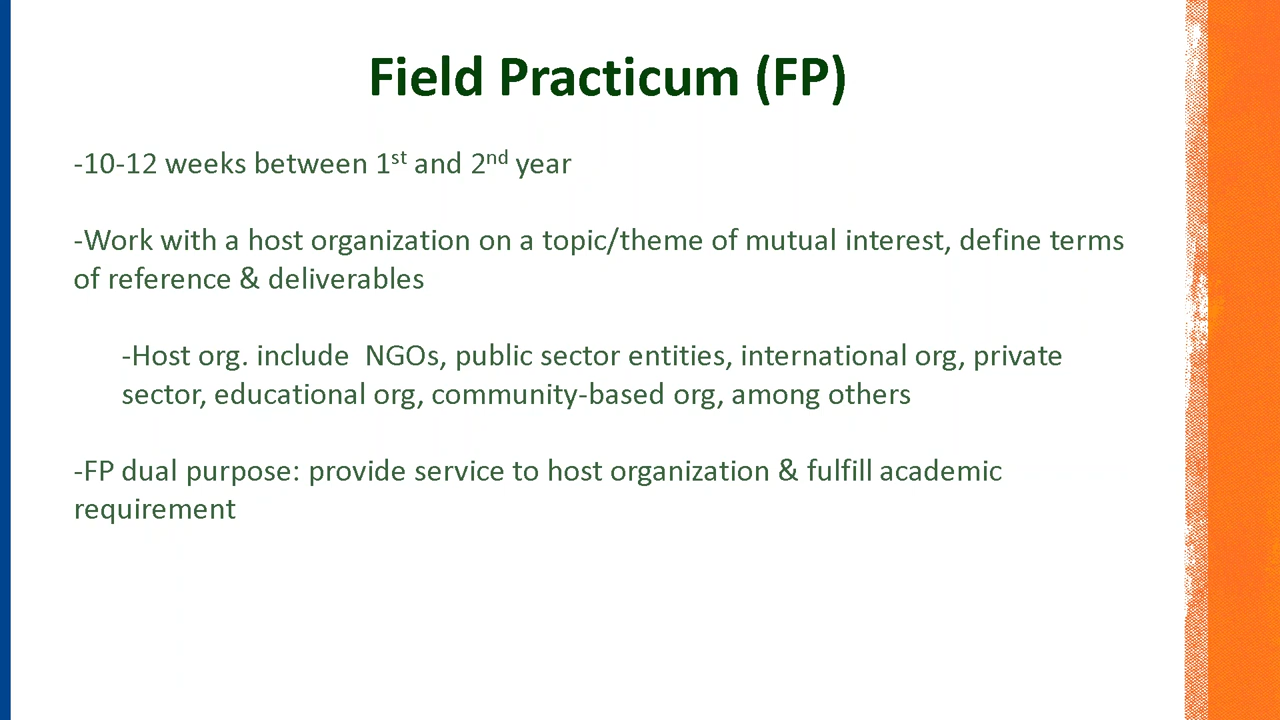 Field Practicum (FP)
-10-12 weeks between 1st and 2nd year
-Work with a host organization on a topic/theme of mutual interest, define terms
of reference & deliverables
-Host org. include  NGOs, public sector entities, international org, private
sector, educational org, community-based org, among others
-FP dual purpose: provide service to host organization & fulfill academic
requirement